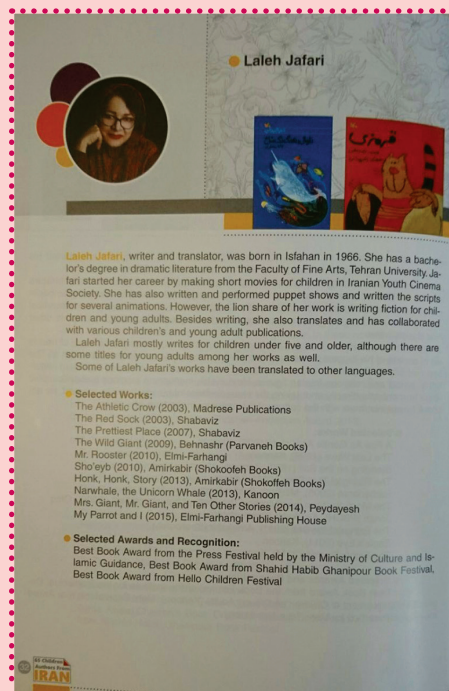 Laleh Jafari
قرمزی
Laleh Jafari, writer and translator, was born in Isfahan in 1966. She has a bache-
lor's degree in dramatic literature from the Faculty of Fine Arts, Tehran University. Ja-
fari started her career by making short movies for children in Iranian Youth Cinema
Society. She has also written and performed puppet shows and written the scripts
for several animations. However, the lion share of her work is writing fiction for chil-
dren and young adults. Besides writing, she also translates and has collaborated
with various children's and young adult publications.
Laleh Jafari mostly writes for children under five and older, although there are
some titles for young adults among her works as well.
Some of Laleh Jafari's works have been translated to other languages.
Selected Works:
The Athletic Crow (2003), Madrese Publications
The Red Sock (2003), Shabaviz
The Prettiest Place (2007), Shabaviz
The Wild Giant (2009), Behnashr (Parvaneh Books)
Mr. Rooster (2010), Elmi-Farhangi
Sho'eyb (2010), Amirkabir (Shokoofeh Books)
Honk, Honk, Story (2013), Amirkabir (Shokoffeh Books)
Narwhale, the Unicorn Whale (2013), Kanoon
Mrs. Giant, Mr. Giant, and Ten Other Stories (2014), Peydayesh
My Parrot and I (2015), Elmi-Farhangi Publishing House
Selected Awards and Recognition:
Best Book Award from the Press Festival held by the Ministry of Culture and Is-
lamic Guidance, Best Book Award from Shahid Habib Ghanipour Book Festival,
Best Book Award from Hello Children Festival
Children
Authors From
IRAN